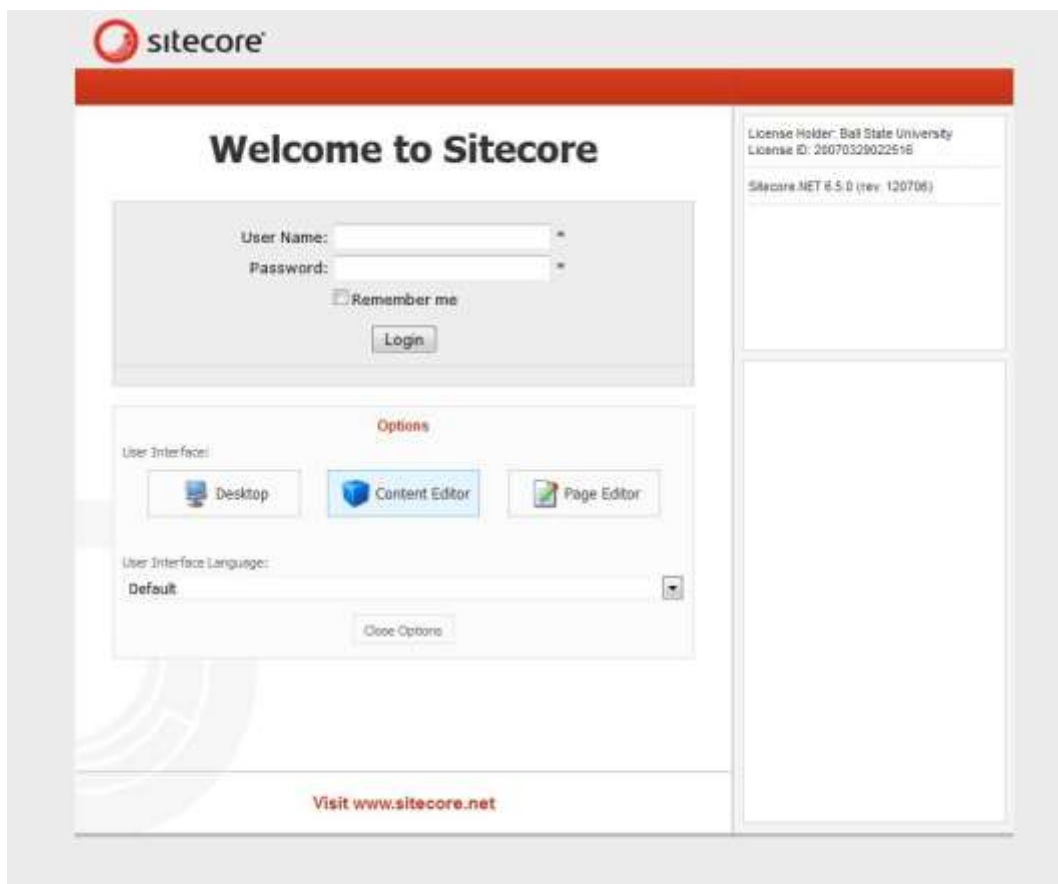 sitecore
Welcome to Sitecore
User Name: *
Password: *
Remember me
Login
Options
User Interface:
Desktop
Content Editor
Page Editor
User Interface Language:
Default
Close Options
Visit www.sitecore.net
License Holder: Ball State University
License ID: 20070329022516
Sitecore.NET 6.5.0 (rev. 120706)